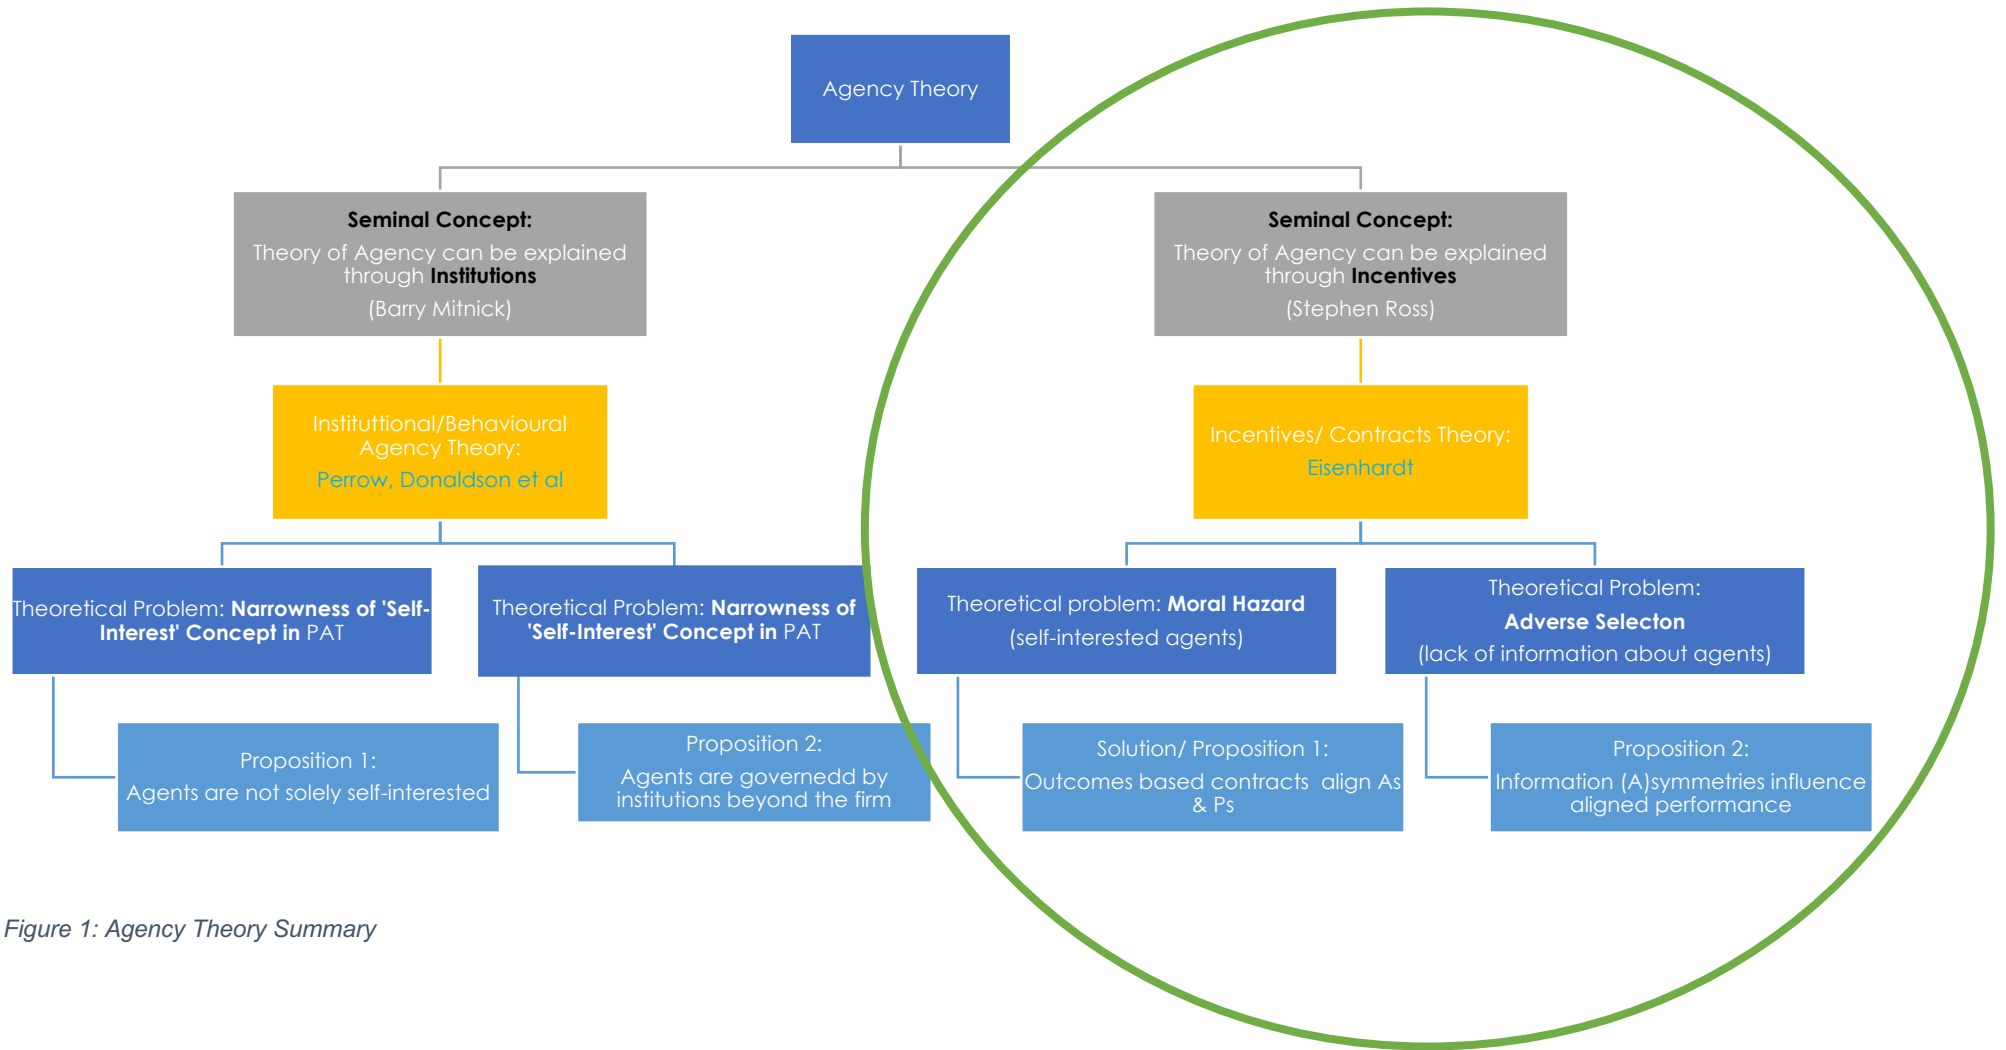 Agency Theory
Seminal Concept:
Theory of Agency can be explained
through Institutions
(Barry Mitnick)
Seminal Concept:
Theory of Agency can be explained
through Incentives
(Stephen Ross)
Instituttional/Behavioural
Agency Theory:
Perrow, Donaldson et al
Incentives/ Contracts Theory:
Eisenhardt
Theoretical Problem: Narrowness of 'Self-
Interest' Concept in PAT
Theoretical Problem: Narrowness of
'Self-Interest' Concept in PAT
Theoretical problem: Moral Hazard
(self-interested agents)
Theoretical Problem:
Adverse Selecton
(lack of information about agents)
Proposition 1:
Agents are not solely self-interested
Proposition 2:
Agents are governedd by
institutions beyond the firm
Solution/ Proposition 1:
Outcomes based contracts align As
& Ps
Proposition 2:
Information (A)symmetries influence
aligned performance
Figure 1: Agency Theory Summary